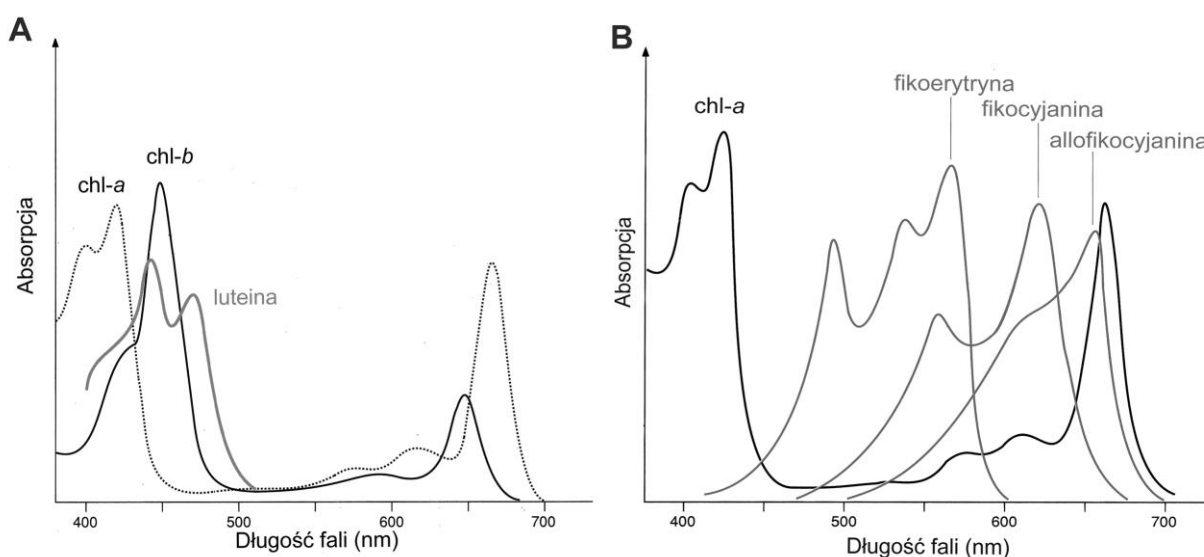 A
Absorpcja
chl-a
chl-b
luteina
400
500
600
700
Długość fali (nm)
B
Absorpcja
chl-a
fikoerytryna
fikocyjanina
allofikocyjanina
400
500
600
700
Długość fali (nm)